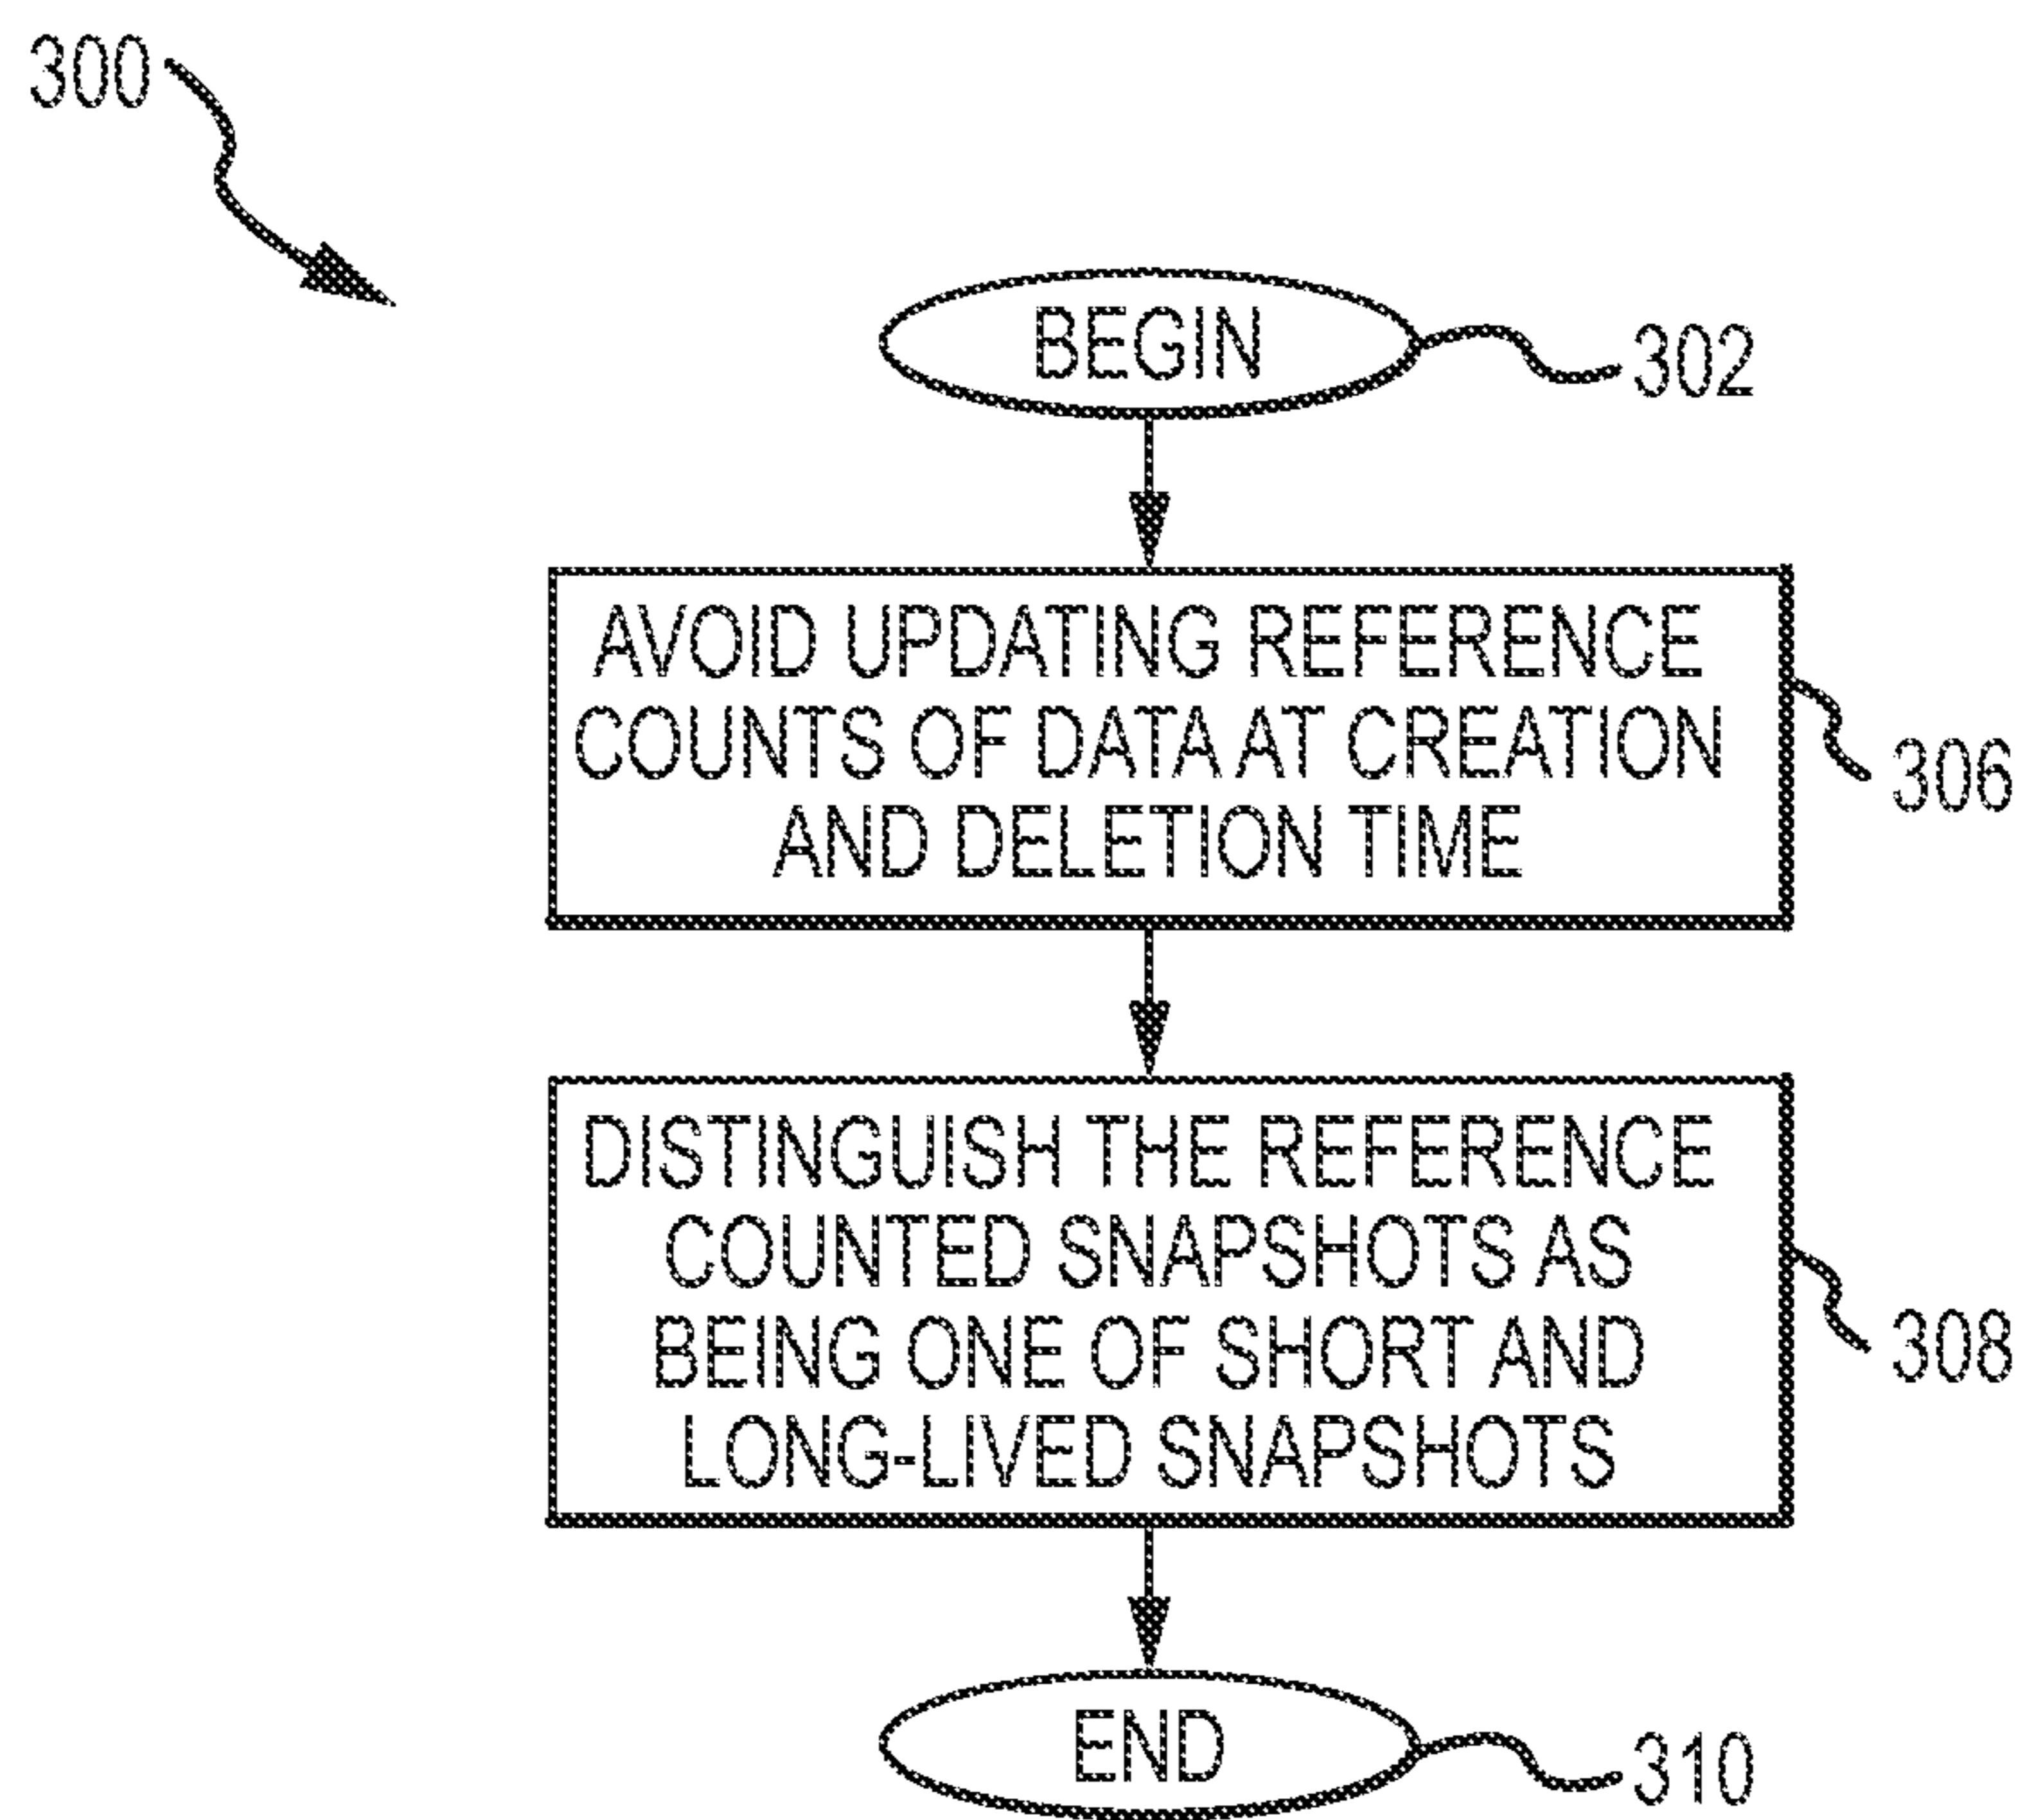 300
BEGIN
302
AVOID UPDATING REFERENCE
COUNTS OF DATA AT CREATION
AND DELETION TIME
306
DISTINGUISH THE REFERENCE
COUNTED SNAPSHOTS AS
BEING ONE OF SHORT AND
LONG-LIVED SNAPSHOTS
308
END
310